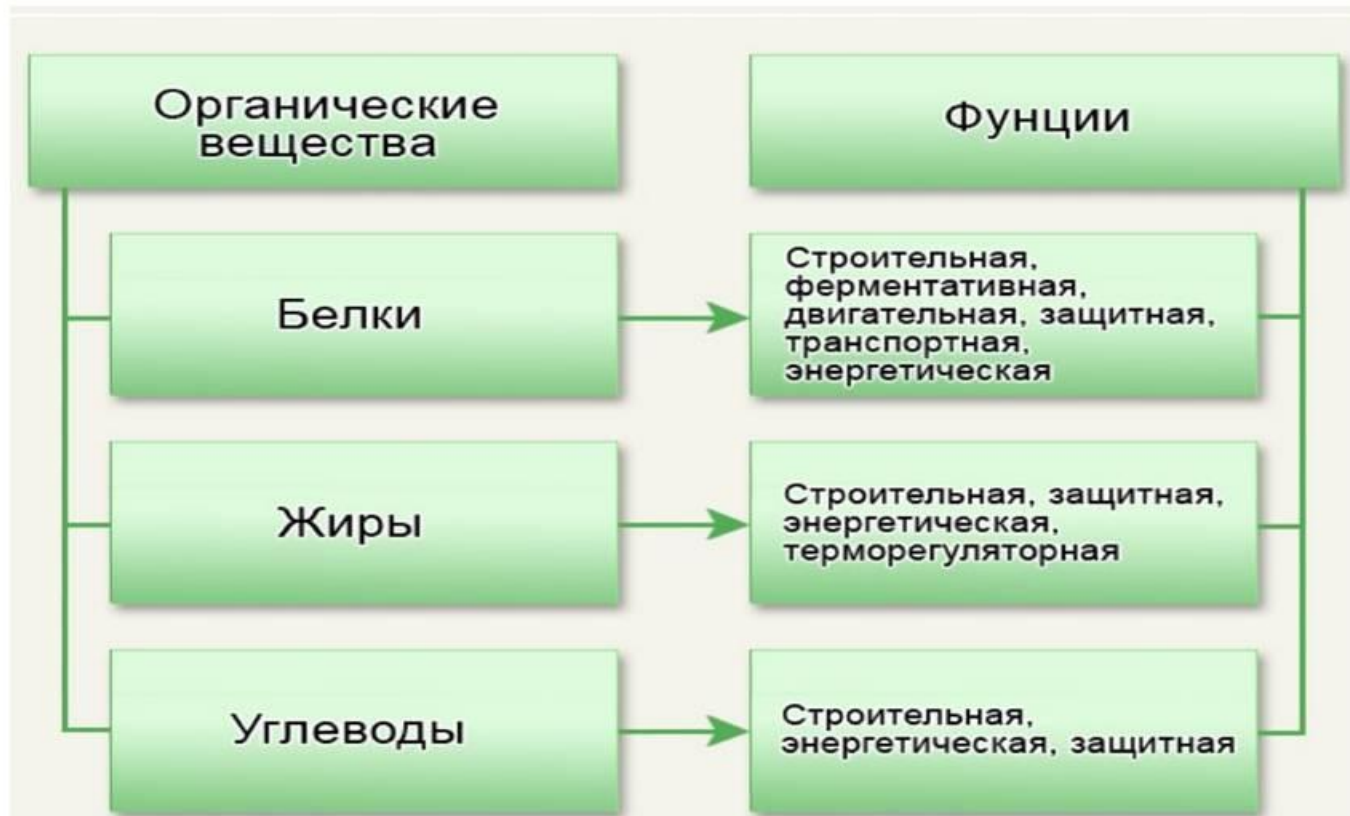 Органические
вещества
Фунции
Белки
Строительная,
ферментативная,
двигательная, защитная,
транспортная,
энергетическая
Жиры
Строительная, защитная,
энергетическая,
терморегуляторная
Углеводы
Строительная,
энергетическая, защитная